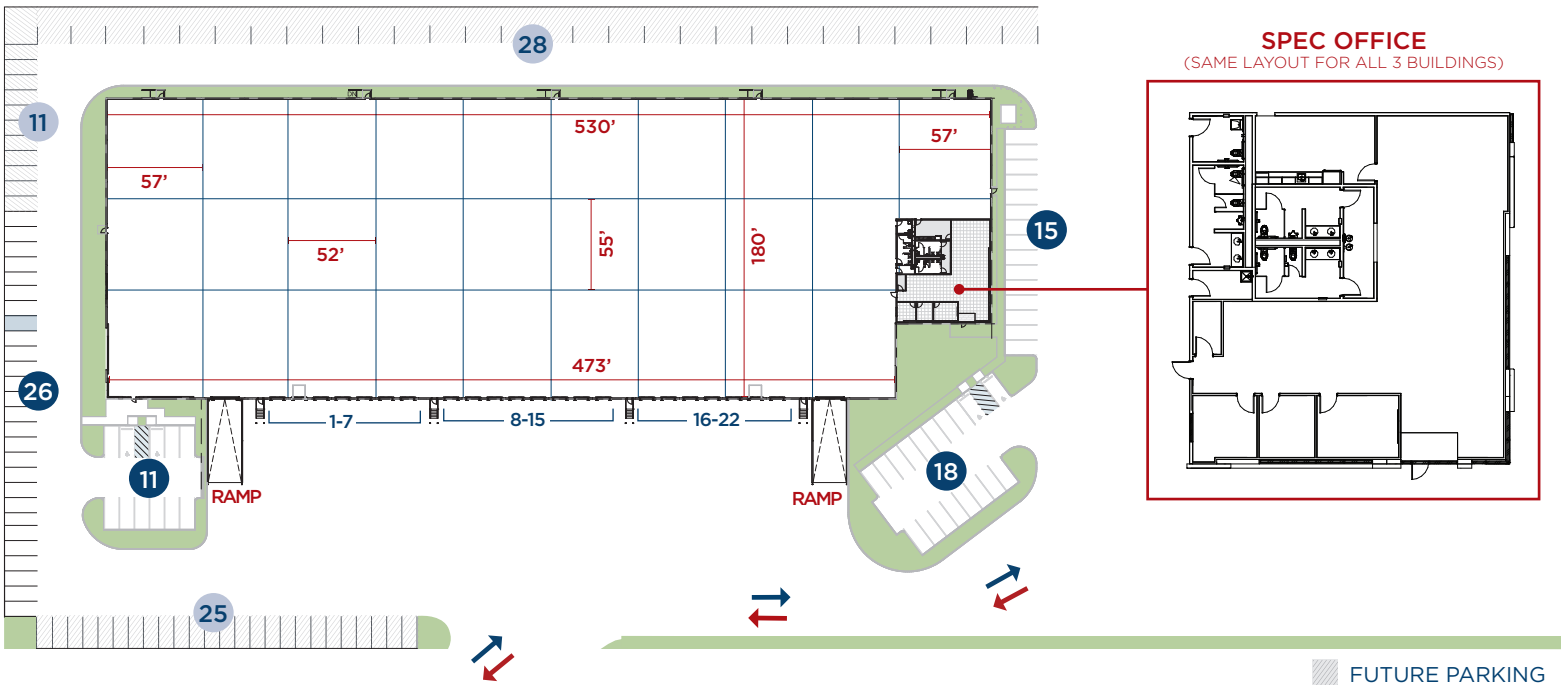 28
SPEC OFFICE
(SAME LAYOUT FOR ALL 3 BUILDINGS)
DN
11
530'
57'
57'
15
52'
55'
180'
26
473'
1-7
8-15
16-22
11
18
RAMP
RAMP
25
FUTURE PARKING